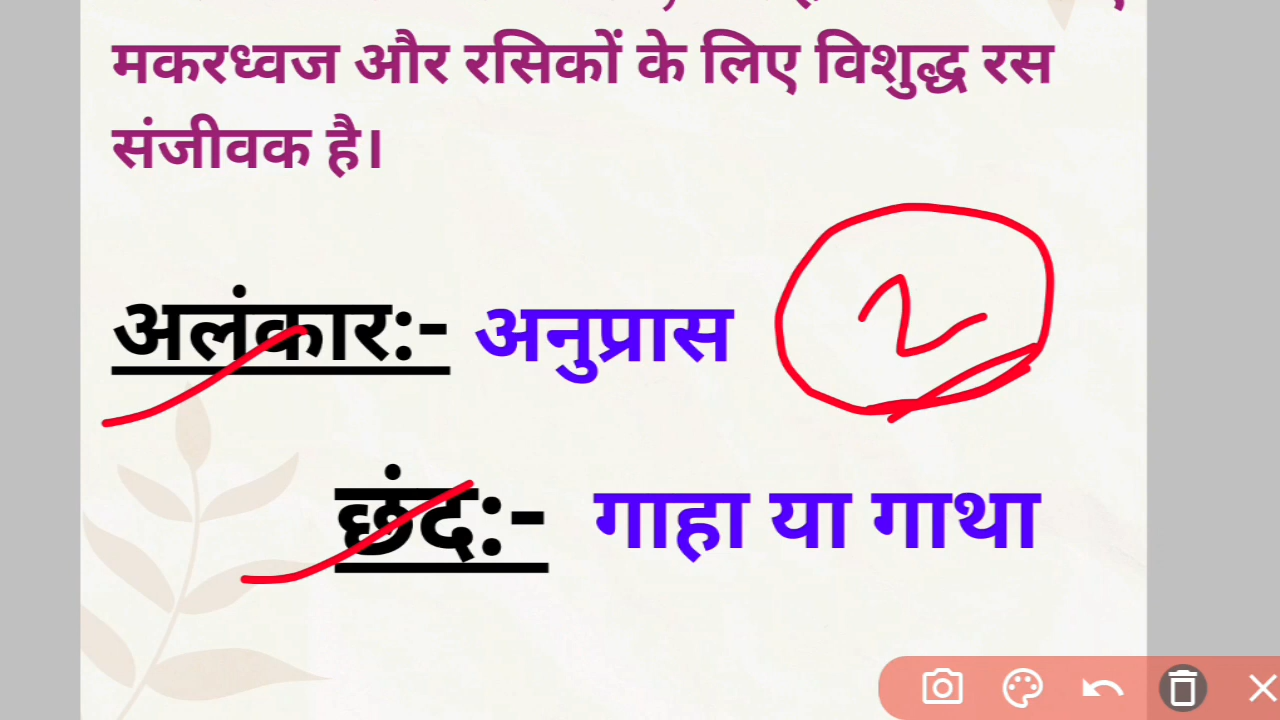 मकरध्वज और रसिकों के लिए विशुद्ध रस
संजीवक है।
अलंकार:- अनुप्रास
छंद:- गाहा या गाथा